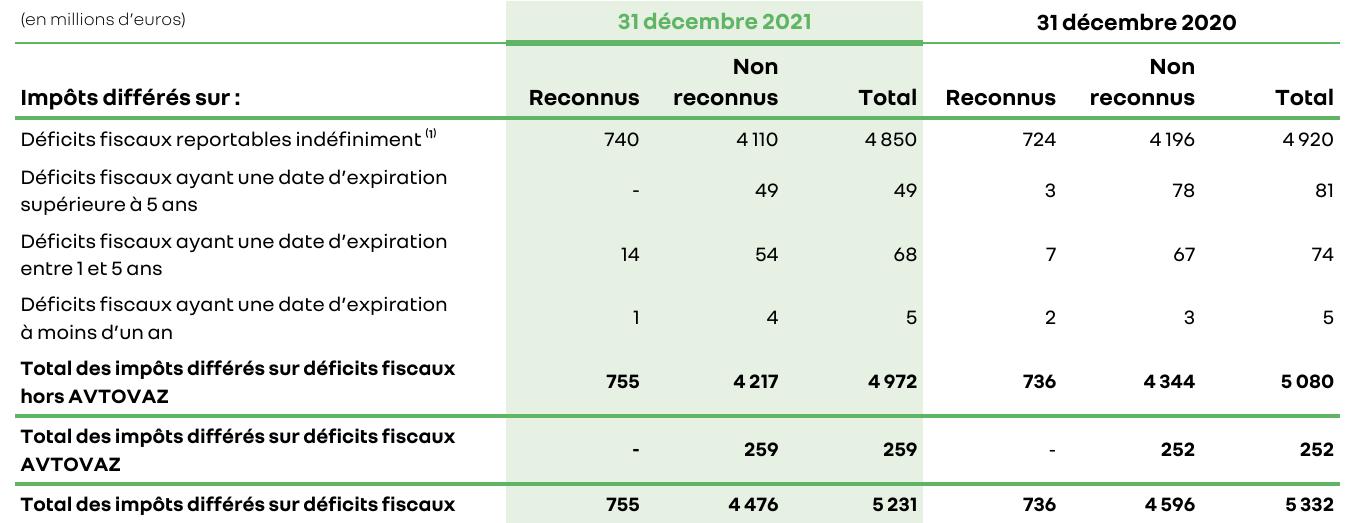 (en millions d’euros) 31 décembre 2021 31 décembre 2020
Non Non
Impôts différés sur : Reconnus reconnus Total Reconnus reconnus Total
Déficits fiscaux reportables indéfiniment (1) 740 4 110 4 850 724 4 196 4 920
Déficits fiscaux ayant une date d’expiration
supérieure à 5 ans - 49 49 3 78 81
Déficits fiscaux ayant une date d’expiration
entre 1 et 5 ans 14 54 68 7 67 74
Déficits fiscaux ayant une date d’expiration
à moins d’un an 1 4 5 2 3 5
Total des impôts différés sur déficits fiscaux
hors AVTOVAZ 755 4 217 4 972 736 4 344 5 080
Total des impôts différés sur déficits fiscaux
AVTOVAZ - 259 259 - 252 252
Total des impôts différés sur déficits fiscaux 755 4 476 5 231 736 4 596 5 332